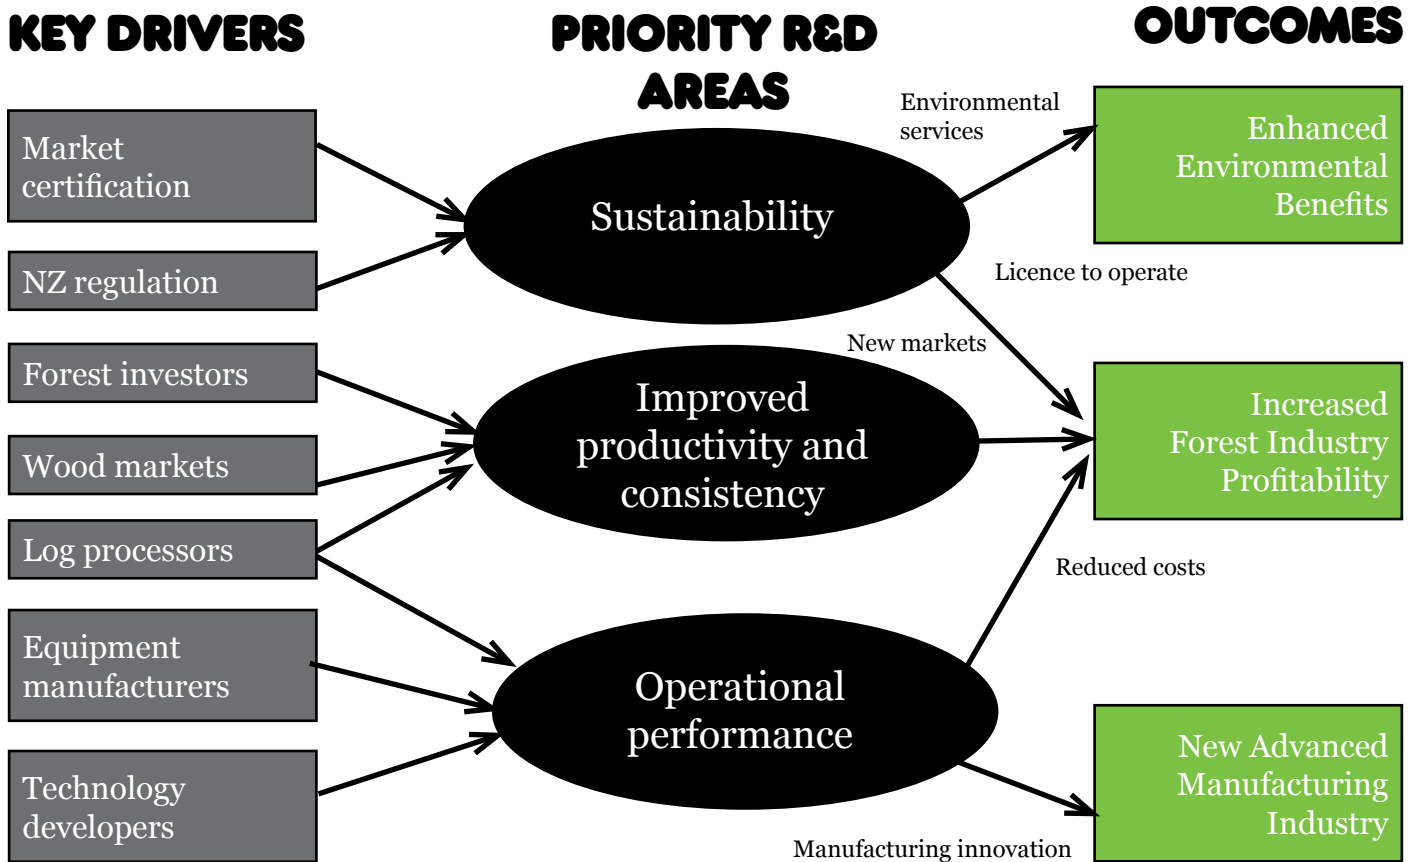 KEY DRIVERS
PRIORITY R&D
AREAS
OUTCOMES
Market
certification
NZ regulation
Forest investors
Wood markets
Log processors
Equipment
manufacturers
Technology
developers
Sustainability
Improved
productivity and
consistency
Operational
performance
Environmental
services
Licence to operate
New markets
Reduced costs
Manufacturing innovation
Enhanced
Environmental
Benefits
Increased
Forest Industry
Profitability
New Advanced
Manufacturing
Industry